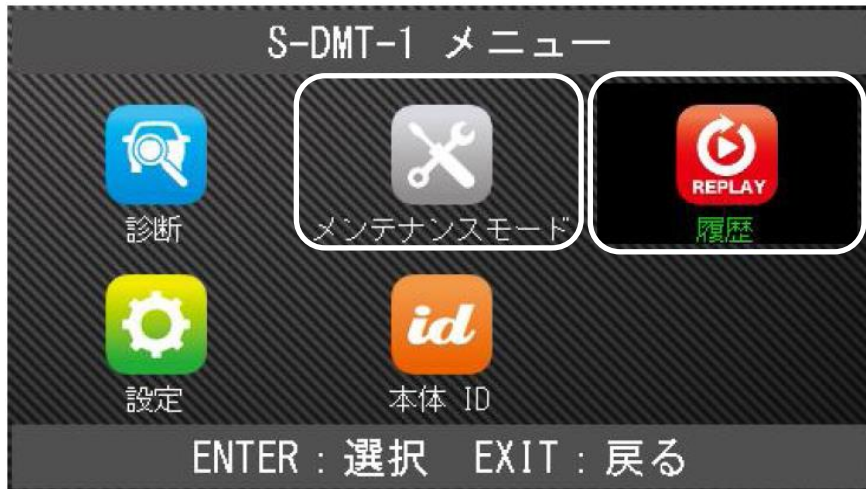 S-DMT-1 メニュー
診断 メンテナンスモード REPLAY 履歴
設定 id 本体 ID
ENTER：選択 EXIT：戻る